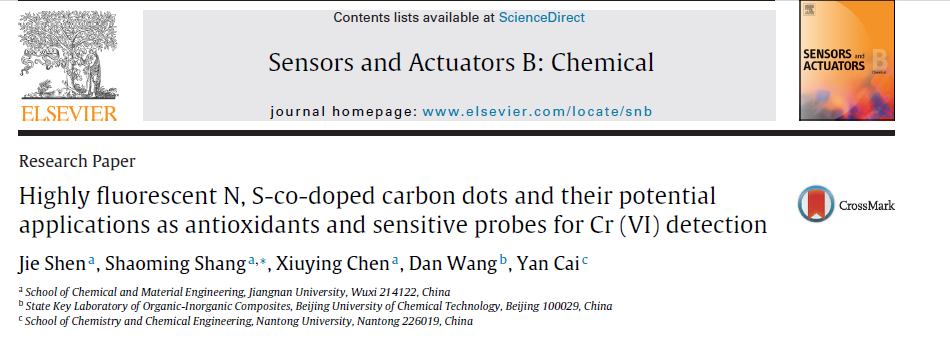 Contents lists available at ScienceDirect
Sensors and Actuators B: Chemical
journal homepage: www.elsevier.com/locate/snb
ELSEVIER
SENSORS and
ACTUATORS
B
Chemical
Research Paper
Highly fluorescent N, S-co-doped carbon dots and their potential
applications as antioxidants and sensitive probes for Cr (VI) detection
CrossMark
Jie Shen a, Shaoming Shang a,*, Xiuying Chen a, Dan Wang b, Yan Cai c
a School of Chemical and Material Engineering, Jiangnan University, Wuxi 214122, China
b State Key Laboratory of Organic-Inorganic Composites, Beijing University of Chemical Technology, Beijing 100029, China
c School of Chemistry and Chemical Engineering, Nantong University, Nantong 226019, China